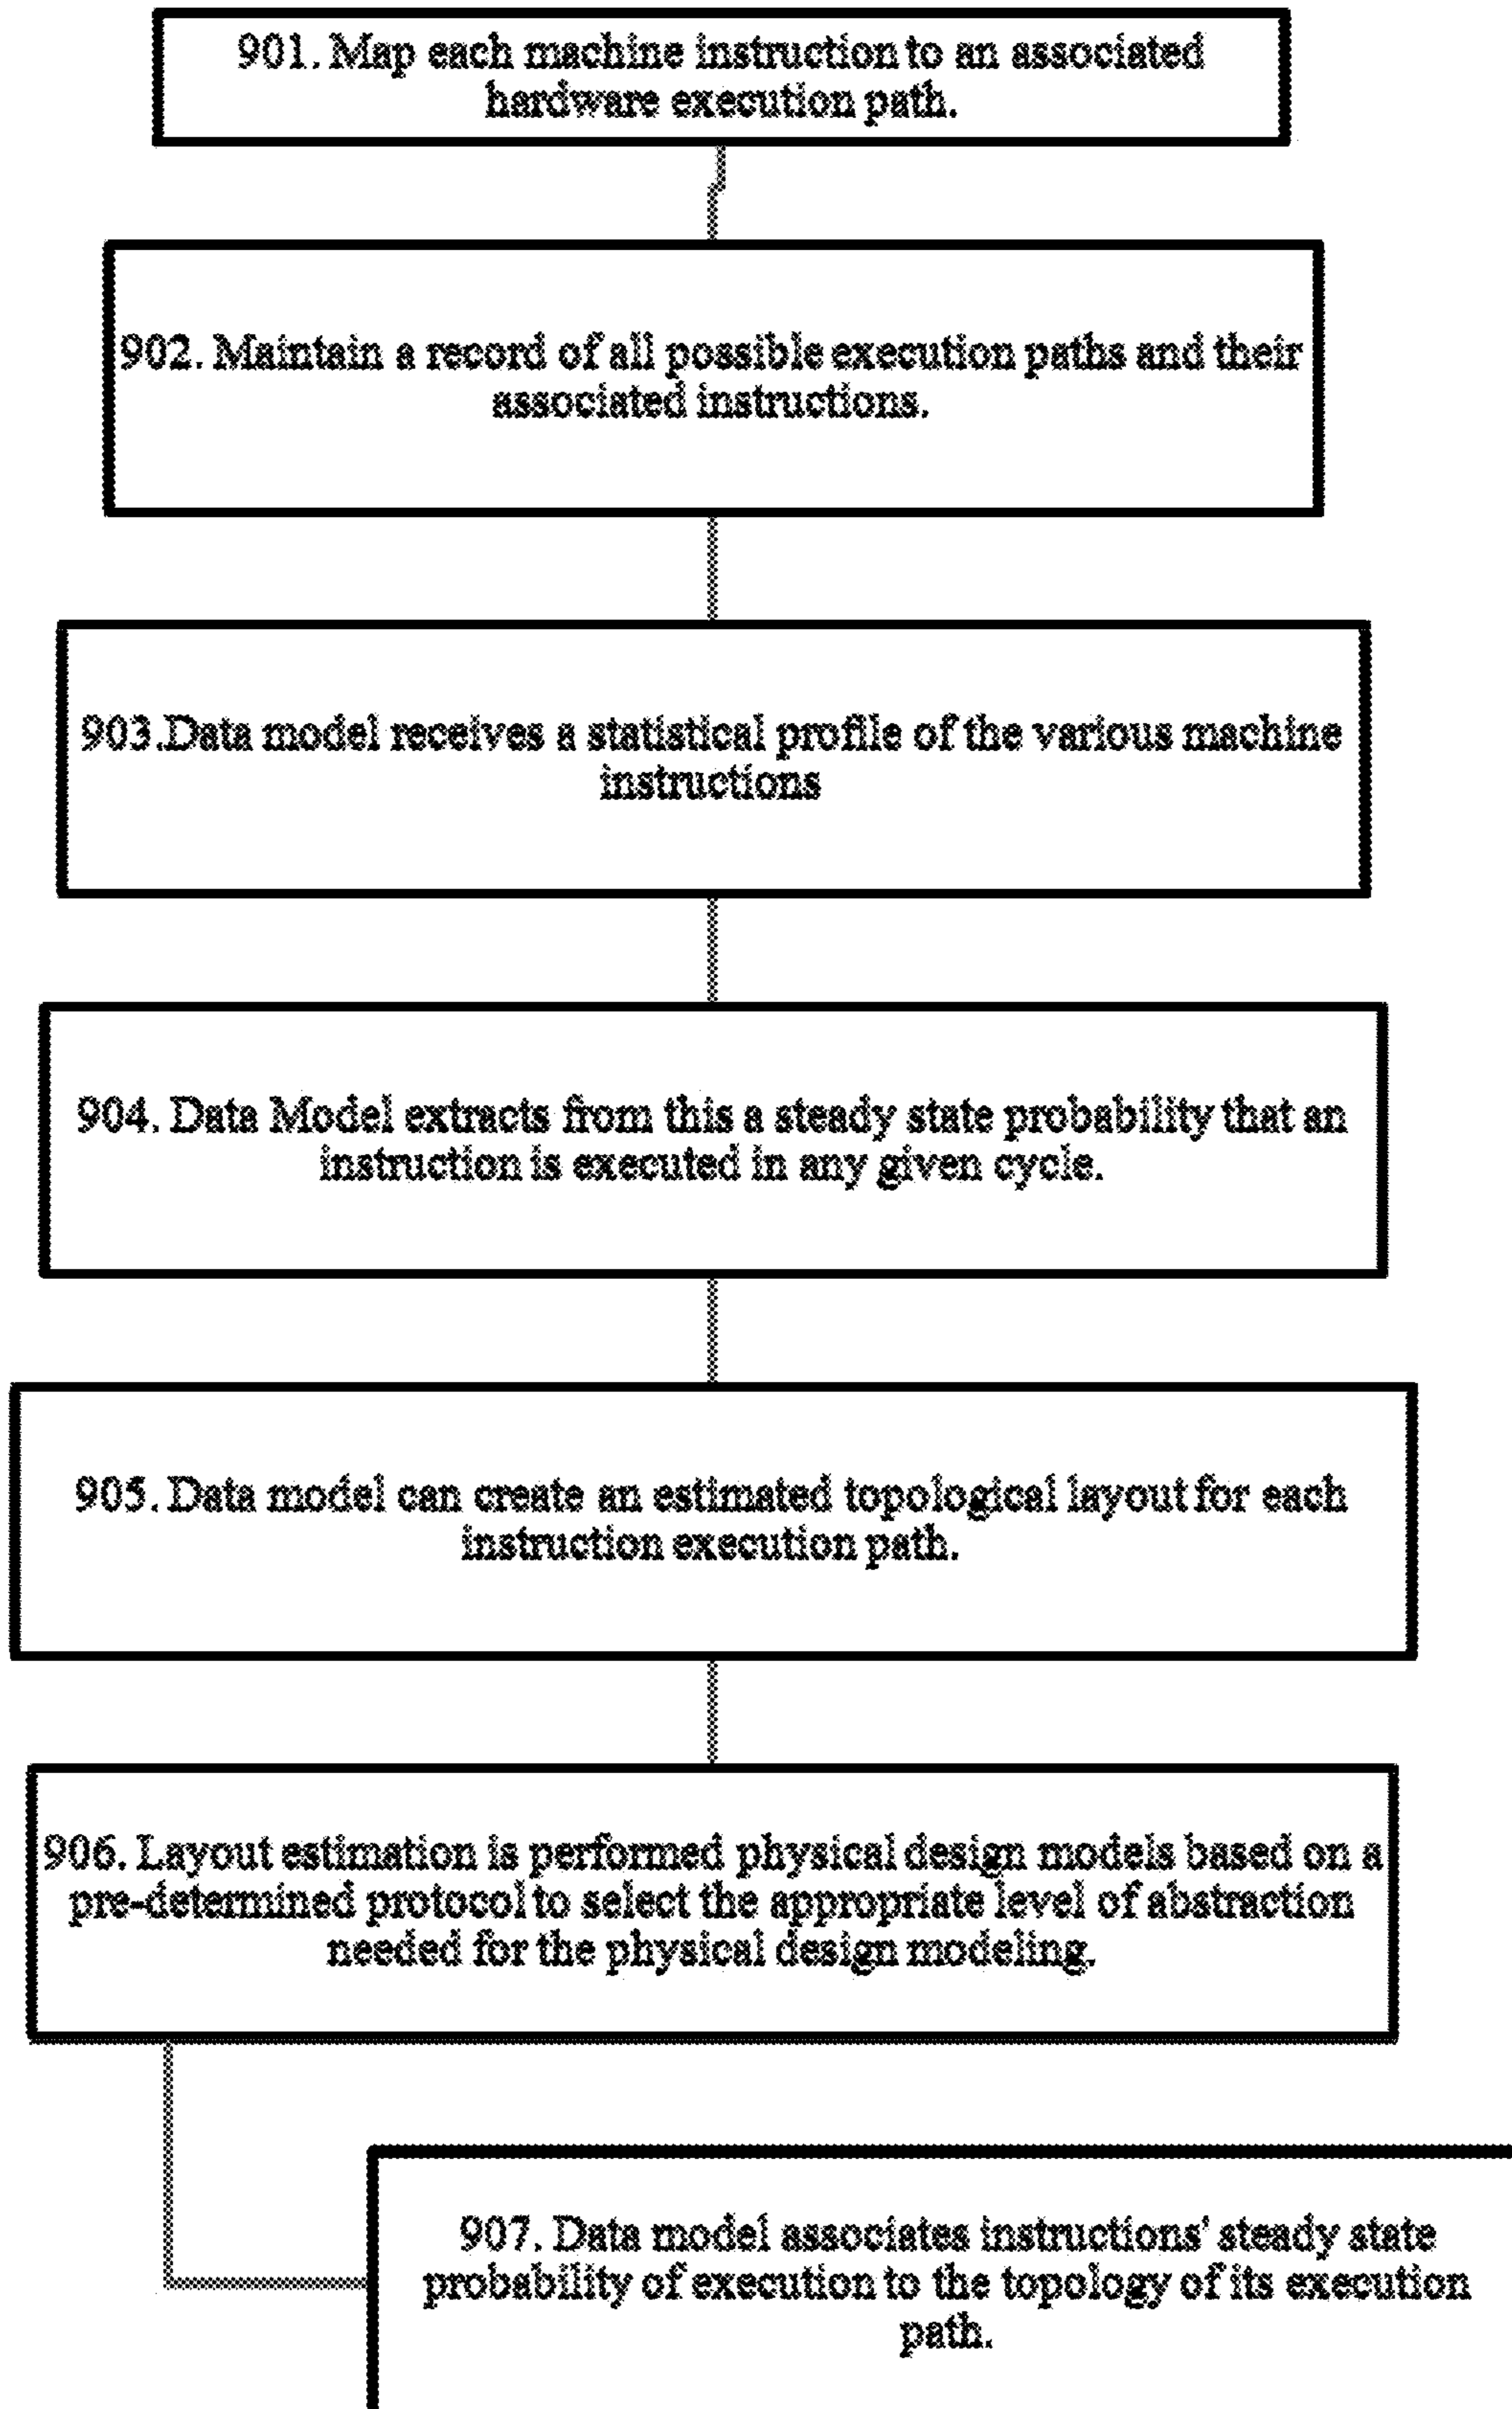 901. Map each machine instruction to an associated
hardware execution path.
902. Maintain a record of all possible execution paths and their
associated instructions.
903.Data model receives a statistical profile of the various machine
instructions
904. Data Model extracts from this a steady state probability that an
instruction is executed in any given cycle.
905. Data model can create an estimated topological layout for each
instruction execution path.
906. Layout estimation is performed physical design models based on a
pre-determined protocol to select the appropriate level of abstraction
needed for the physical design modeling.
907. Data model associates instructions' steady state
probability of execution to the topology of its execution
path.